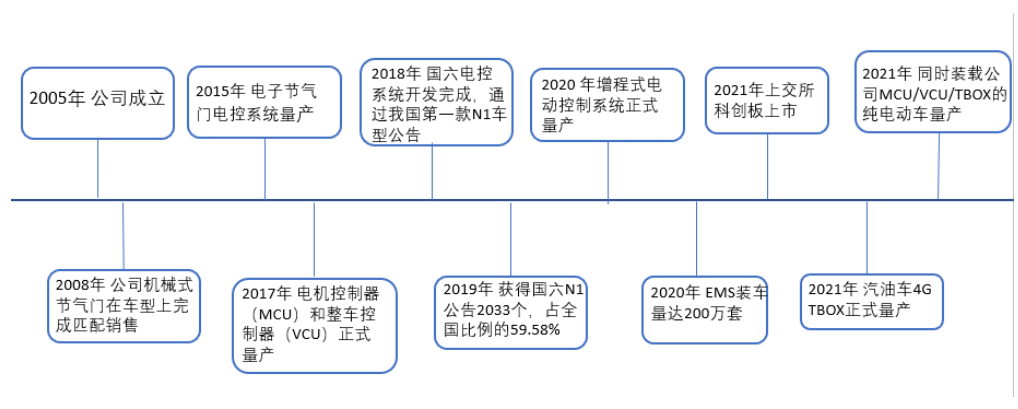 2005年 公司成立
2015年 电子节气
门电控系统量产
2018年 国六电控
系统开发完成，通
过我国第一款N1车
型公告
2020 年增程式电
动控制系统正式
量产
2021年上交所
科创板上市
2021年 同时装载公
司MCU/VCU/TBOX的
纯电动车量产
2008年 公司机械式
节气门在车型上完
成匹配销售
2017年 电机控制器
（MCU）和整车控
制器（VCU）正式
量产
2019年 获得国六N1
公告2033个，占全
国比例的59.58%
2020年 EMS装车
量达200万套
2021年 汽油车4G
TBOX正式量产